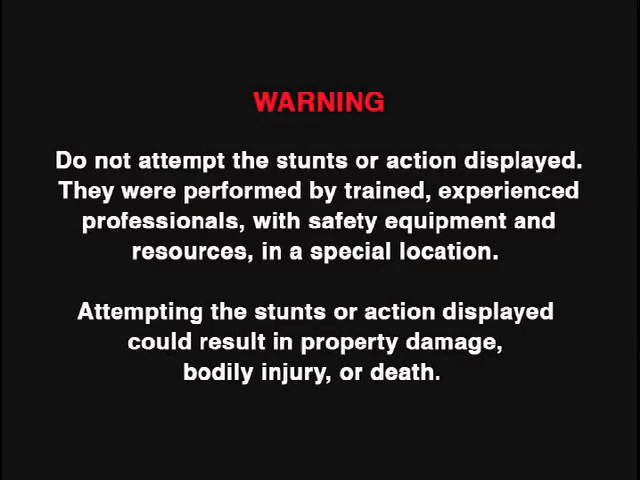 WARNING
Do not attempt the stunts or action displayed.
They were performed by trained, experienced
professionals, with safety equipment and
resources, in a special location.
Attempting the stunts or action displayed
could result in property damage,
bodily injury, or death.